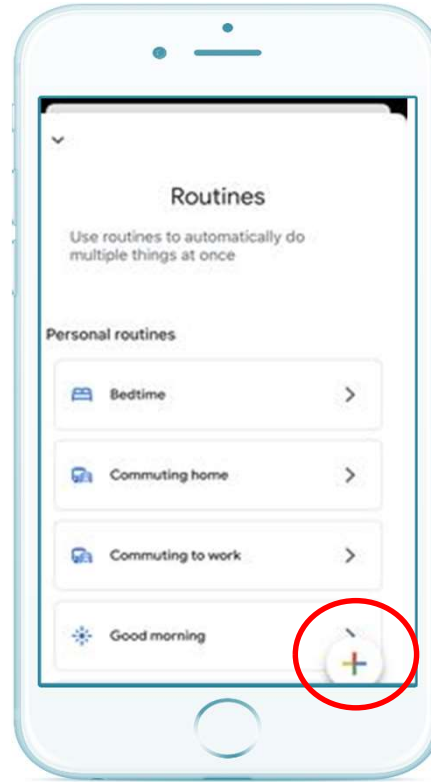 Routines
Use routines to automatically do
multiple things at once
Personal routines
Bedtime
Commuting home
Commuting to work
Good morning